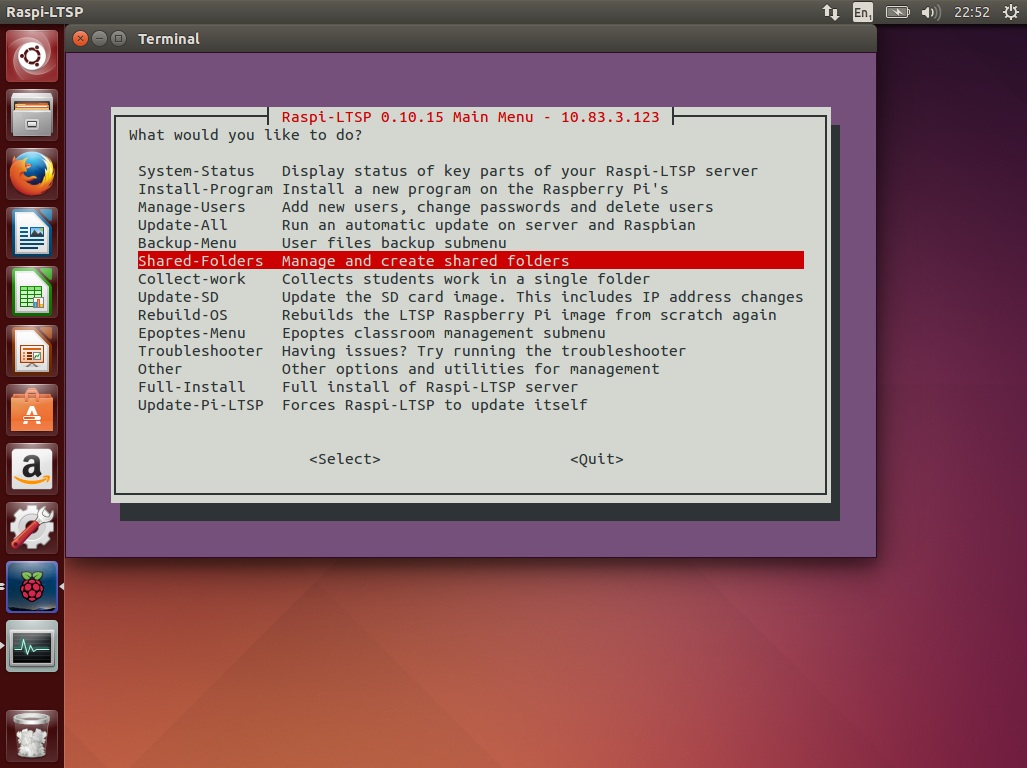 Raspi-LTSP
En1
22:52
Terminal
Raspi-LTSP 0.10.15 Main Menu - 10.83.3.123
What would you like to do?
System-Status Display status of key parts of your Raspi-LTSP server
Install-Program Install a new program on the Raspberry Pi's
Manage-Users Add new users, change passwords and delete users
Update-All Run an automatic update on server and Raspbian
Backup-Menu User files backup submenu
Shared-Folders Manage and create shared folders
Collect-work Collects students work in a single folder
Update-SD Update the SD card image. This includes IP address changes
Rebuild-OS Rebuilds the LTSP Raspberry Pi image from scratch again
Epoptes-Menu Epoptes classroom management submenu
Troubleshooter Having issues? Try running the troubleshooter
Other Other options and utilities for management
Full-Install Full install of Raspi-LTSP server
Update-Pi-LTSP Forces Raspi-LTSP to update itself
<Select> <Quit>